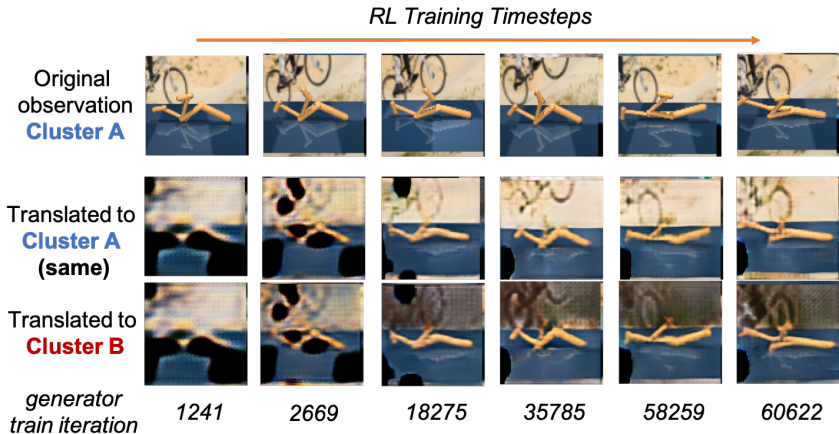 RL Training Timesteps
Original
observation
Cluster A
Translated to
Cluster A
(same)
Translated to
Cluster B
generator
train iteration
1241 2669 18275 35785 58259 60622